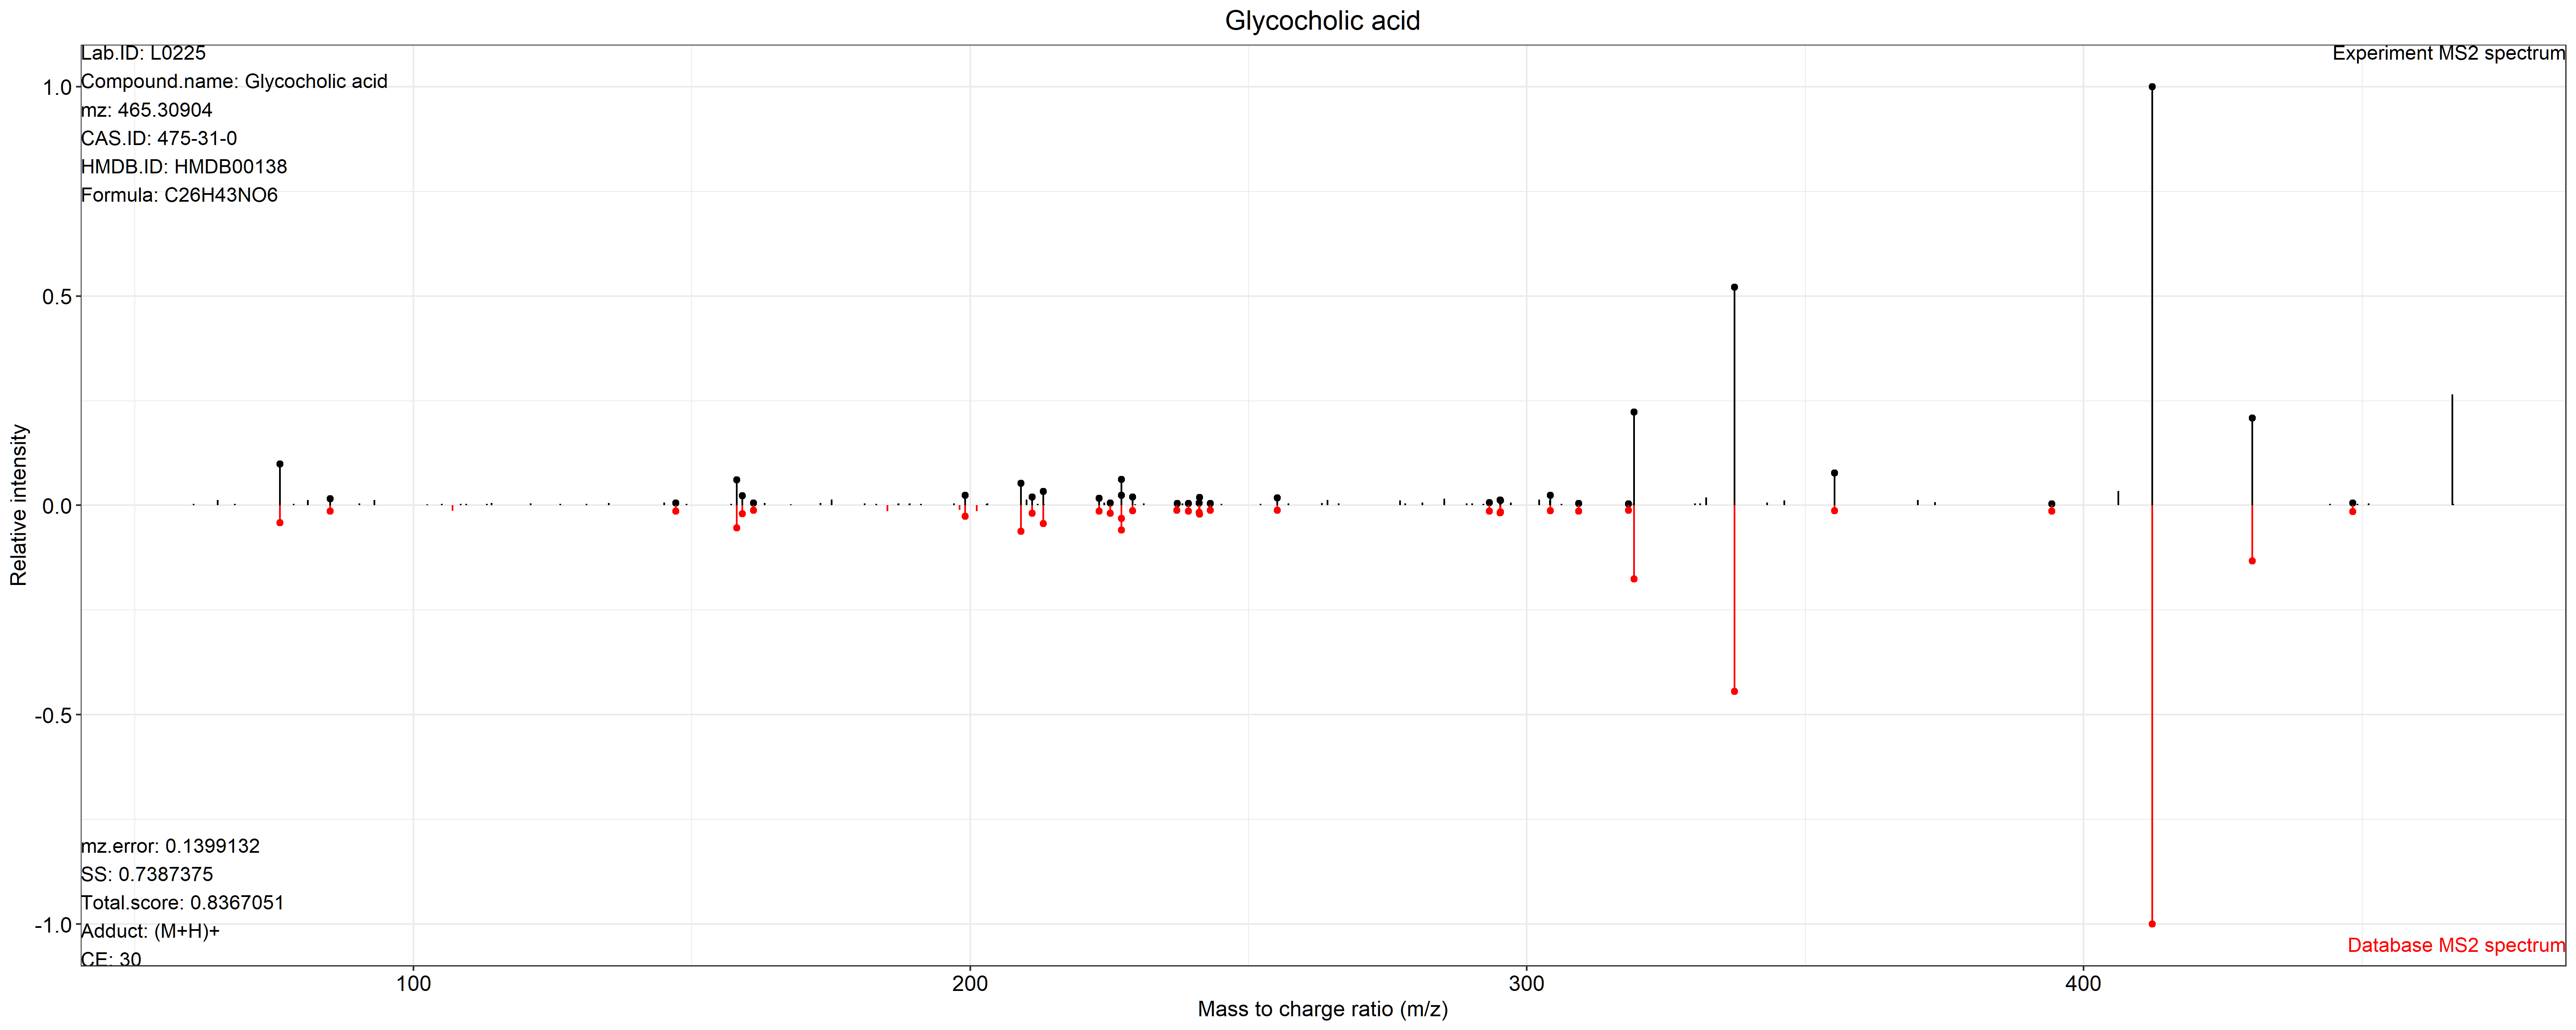 Glycocholic acid
Lab.ID: L0225
Experiment MS2 spectrum
Compound.name: Glycocholic acid
mz: 465.30904
CAS.ID: 475-31-0
HMDB.ID: HMDB00138
Formula: C26H43NO6
1.0
0.5
0.0
-0.5
-1.0
Relative intensity
mz.error: 0.1399132
SS: 0.7387375
Total.score: 0.8367051
Adduct: (M+H)+
CE: 30
Database MS2 spectrum
100
200
300
400
Mass to charge ratio (m/z)